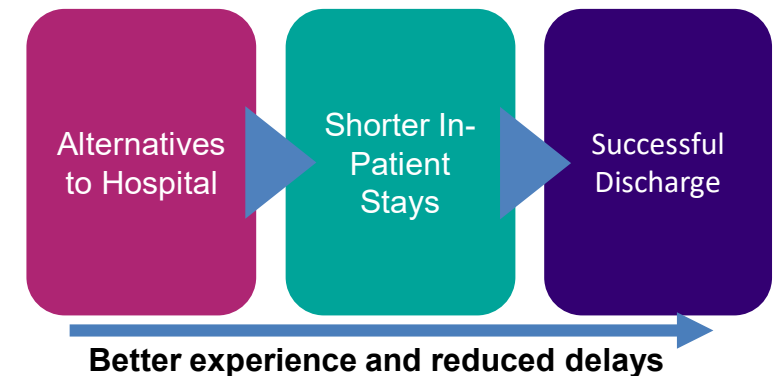 Alternatives
to Hospital
Shorter In-
Patient
Stays
Successful
Discharge
Better experience and reduced delays